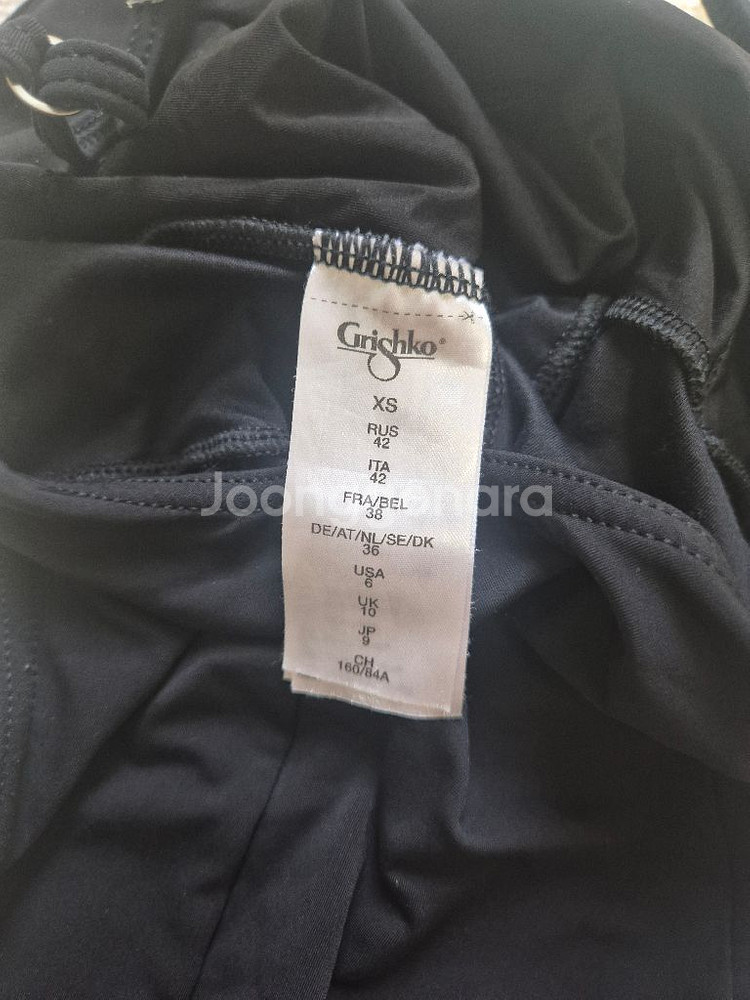 Grishko®
XS
RUS
42
ITA
42
FRA/BEL
38
DE/AT/NL/SE/DK
36
USA
6
UK
10
JP
9
CH
160/84A
Joonggonara